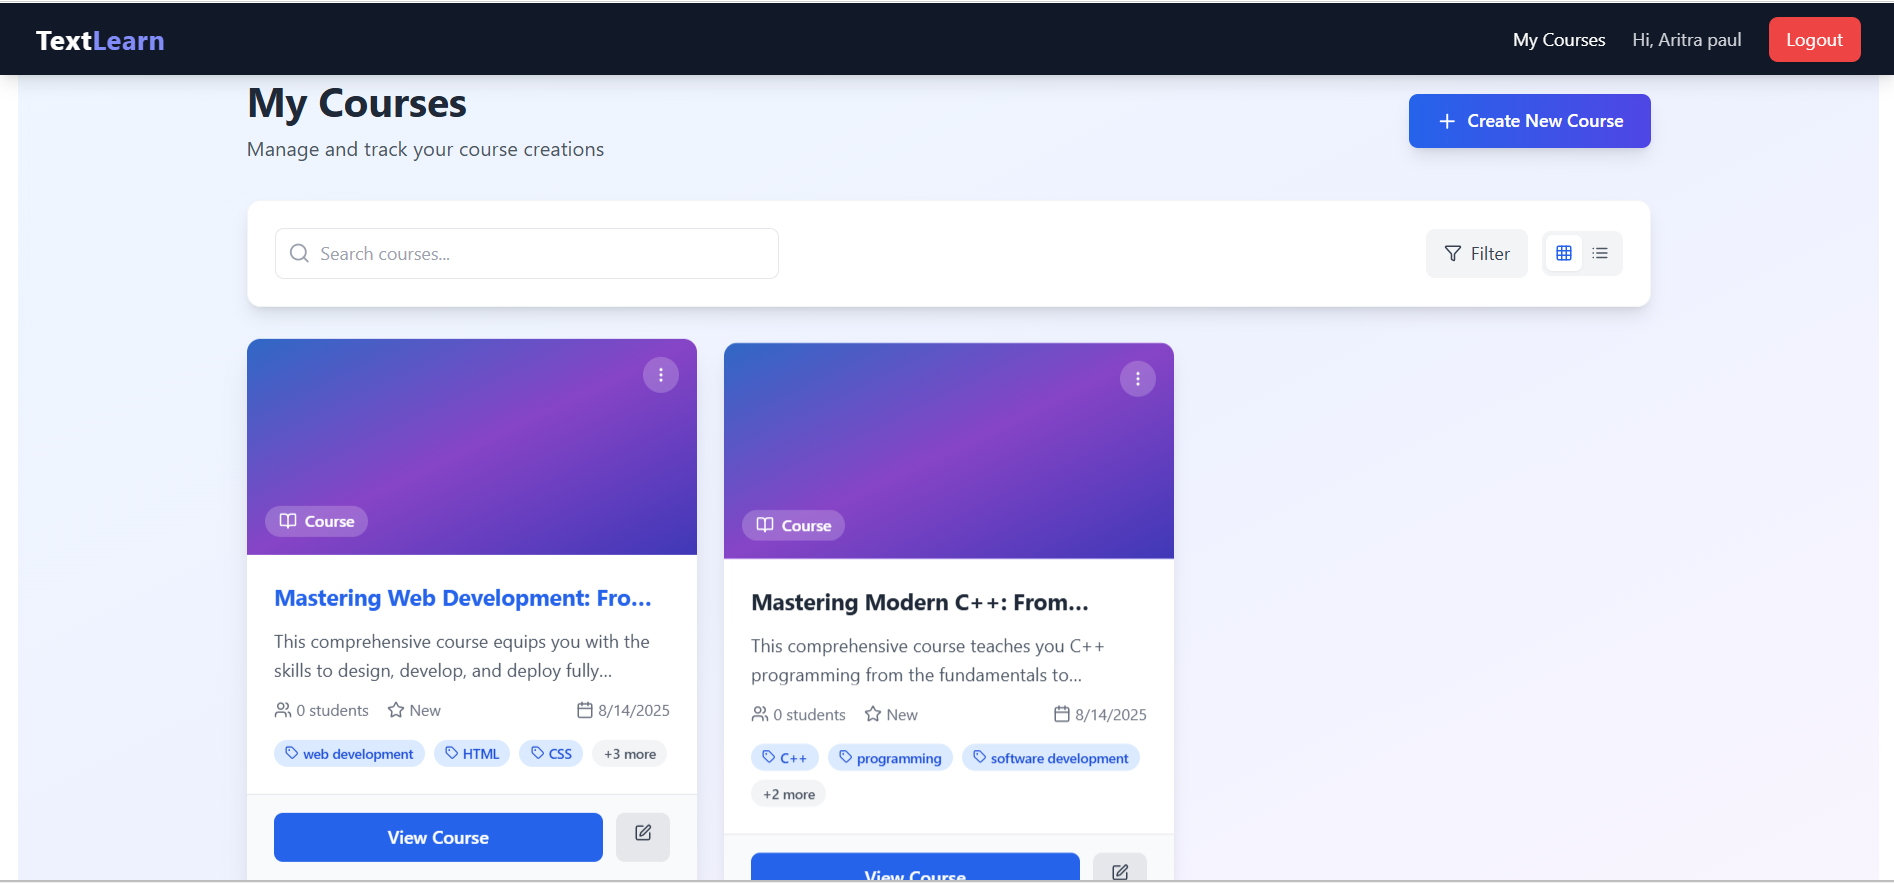 TextLearn
My Courses
Hi, Aritra paul
Logout
My Courses
Manage and track your course creations
Create New Course
Search courses...
Filter
Course
Mastering Web Development: Fro...
This comprehensive course equips you with the
skills to design, develop, and deploy fully...
0 students
New
8/14/2025
web development
HTML
CSS
+3 more
View Course
Course
Mastering Modern C++: From...
This comprehensive course teaches you C++
programming from the fundamentals to...
0 students
New
8/14/2025
C++
programming
software development
+2 more
View Course